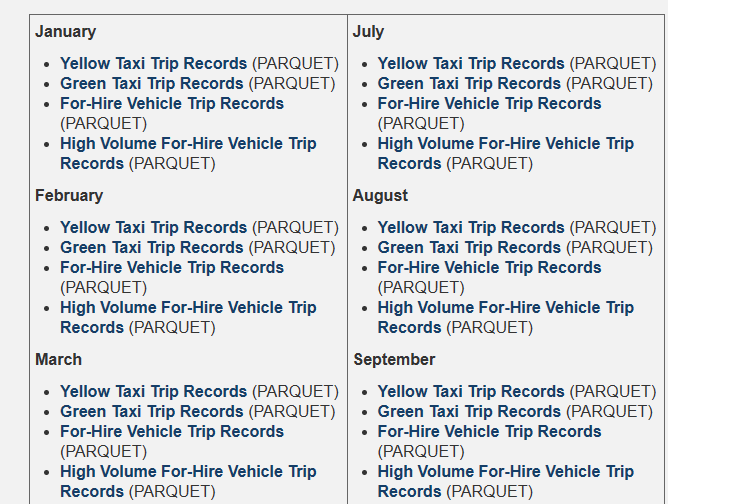 January
Yellow Taxi Trip Records (PARQUET)
Green Taxi Trip Records (PARQUET)
For-Hire Vehicle Trip Records
(PARQUET)
High Volume For-Hire Vehicle Trip
Records (PARQUET)
February
Yellow Taxi Trip Records (PARQUET)
Green Taxi Trip Records (PARQUET)
For-Hire Vehicle Trip Records
(PARQUET)
High Volume For-Hire Vehicle Trip
Records (PARQUET)
March
Yellow Taxi Trip Records (PARQUET)
Green Taxi Trip Records (PARQUET)
For-Hire Vehicle Trip Records
(PARQUET)
High Volume For-Hire Vehicle Trip
Records (PARQUET)
July
Yellow Taxi Trip Records (PARQUET)
Green Taxi Trip Records (PARQUET)
For-Hire Vehicle Trip Records
(PARQUET)
High Volume For-Hire Vehicle Trip
Records (PARQUET)
August
Yellow Taxi Trip Records (PARQUET)
Green Taxi Trip Records (PARQUET)
For-Hire Vehicle Trip Records
(PARQUET)
High Volume For-Hire Vehicle Trip
Records (PARQUET)
September
Yellow Taxi Trip Records (PARQUET)
Green Taxi Trip Records (PARQUET)
For-Hire Vehicle Trip Records
(PARQUET)
High Volume For-Hire Vehicle Trip
Records (PARQUET)